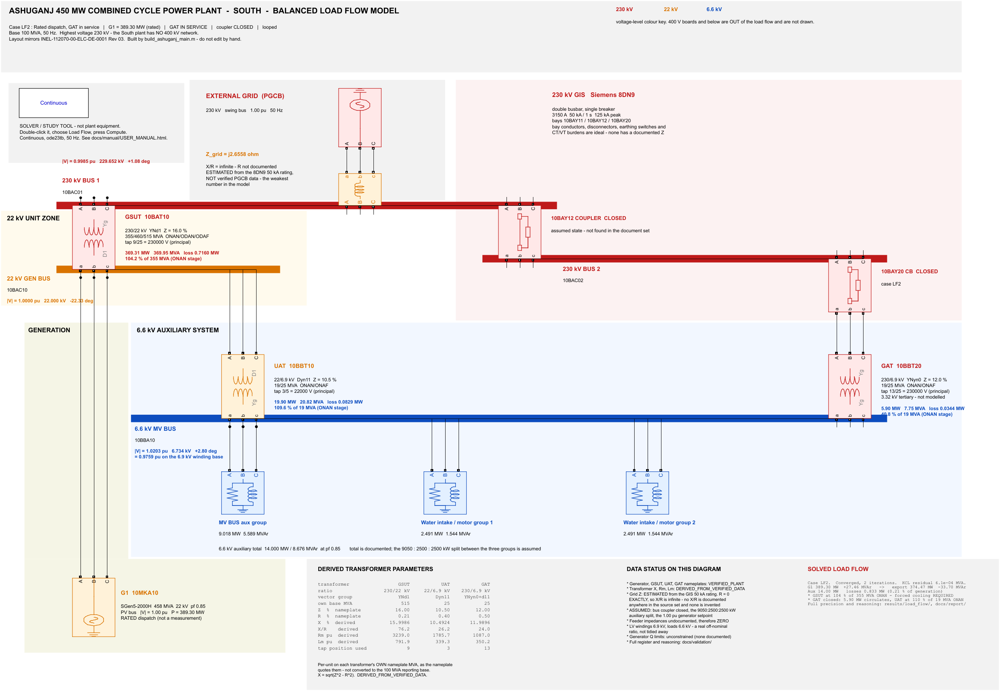 ASHUGANJ 450 MW COMBINED CYCLE POWER PLANT - SOUTH - BALANCED LOAD FLOW MODEL
Case LF2 : Rated dispatch, GAT in service | G1 = 389.30 MW (rated) | GAT IN SERVICE | coupler CLOSED | looped
Base 100 MVA, 50 Hz. Highest voltage 230 kV - the South plant has NO 400 kV network.
Layout mirrors INEL-112070-00-ELC-DE-0001 Rev 03. Built by build_ashuganj_main.m - do not edit by hand.
230 kV 22 kV 6.6 kV
voltage-level colour key. 400 V boards and below are OUT of the load flow and are not drawn.
Continuous
SOLVER / STUDY TOOL - not plant equipment.
Double-click it, choose Load Flow, press Compute.
Continuous, ode23tb, 50 Hz. See docs/manual/USER_MANUAL.html.
|V| = 0.9985 pu 229.652 kV +1.08 deg
230 kV BUS 1
10BAC01
EXTERNAL GRID (PGCB)
230 kV swing bus 1.00 pu 50 Hz
A B C
Z_grid = j2.6558 ohm
X/R = infinite - R not documented
ESTIMATED from the 8DN9 50 kA rating,
NOT verified PGCB data - the weakest
number in the model
a b c
A B C
230 kV GIS Siemens 8DN9
double busbar, single breaker
3150 A 50 kA / 1 s 125 kA peak
bays 10BAY11 / 10BAY12 / 10BAY20
bay conductors, disconnectors, earthing switches and
CT/VT burdens are ideal - none has a documented Z
22 kV UNIT ZONE
A B C
Yg
D1
a b c
GSUT 10BAT10
230/22 kV YNd1 Z = 16.0 %
355/460/515 MVA ONAN/ODAN/ODAF
tap 9/25 = 230000 V (principal)
369.31 MW 369.95 MVA loss 0.7160 MW
104.2 % of 355 MVA (ONAN stage)
22 kV GEN BUS
10BAC10
|V| = 1.0000 pu 22.000 kV -22.33 deg
A B C
a b c
10BAY12 COUPLER CLOSED
assumed state - not found in the document set
230 kV BUS 2
10BAC02
A B C
a b c
10BAY20 CB CLOSED
case LF2
GENERATION
6.6 kV AUXILIARY SYSTEM
A B C
D1
Yg
a b c
UAT 10BBT10
22/6.9 kV Dyn11 Z = 10.5 %
19/25 MVA ONAN/ONAF
tap 3/5 = 22000 V (principal)
19.90 MW 20.82 MVA loss 0.0829 MW
109.6 % of 19 MVA (ONAN stage)
A B C
Yg
Yg
a b c
GAT 10BBT20
230/6.9 kV YNyn0 Z = 12.0 %
19/25 MVA ONAN/ONAF
tap 13/25 = 230000 V (principal)
3.32 kV tertiary - not modelled
5.90 MW 7.75 MVA loss 0.0344 MW
40.8 % of 19 MVA (ONAN stage)
6.6 kV MV BUS
10BBA10
|V| = 1.0203 pu 6.734 kV +2.80 deg
= 0.9759 pu on the 6.9 kV winding base
A B C
A B C
A B C
MV BUS aux group
9.018 MW 5.589 MVAr
Water intake / motor group 1
2.491 MW 1.544 MVAr
Water intake / motor group 2
2.491 MW 1.544 MVAr
6.6 kV auxiliary total 14.000 MW / 8.676 MVAr at pf 0.85 total is documented; the 9050 : 2500 : 2500 kW split between the three groups is assumed
A B C
G1 10MKA10
SGen5-2000H 458 MVA 22 kV pf 0.85
PV bus |V| = 1.00 pu P = 389.30 MW
RATED dispatch (not a measurement)
DERIVED TRANSFORMER PARAMETERS
transformer GSUT UAT GAT
ratio 230/22 kV 22/6.9 kV 230/6.9 kV
vector group YNd1 Dyn11 YNyn0+d11
own base MVA 515 25 25
Z % nameplate 16.00 10.50 12.00
R % nameplate 0.21 0.40 0.50
X % derived 15.9986 10.4924 11.9896
X/R derived 76.2 26.2 24.0
Rm pu derived 3239.0 1785.7 1087.0
Lm pu derived 791.9 339.3 350.2
tap position used 9 3 13
Per-unit on each transformer's OWN nameplate MVA, as the nameplate
quotes them - not converted to the 100 MVA reporting base.
X = sqrt(Z^2 - R^2). DERIVED_FROM_VERIFIED_DATA.
DATA STATUS ON THIS DIAGRAM
* Generator, GSUT, UAT, GAT nameplates: VERIFIED_PLANT
* Transformer X, Rm, Lm: DERIVED_FROM_VERIFIED_DATA
* Grid Z: ESTIMATED from the GIS 50 kA rating. R = 0
EXACTLY, so X/R is infinite - no X/R is documented
anywhere in the source set and none is invented
* ASSUMED: bus coupler closed, the 9050:2500:2500 kW
auxiliary split, the 1.00 pu generator setpoint
* Feeder impedances undocumented, therefore ZERO
* LV windings 6.9 kV, loads 6.6 kV - a real off-nominal
ratio, not tidied away
* Generator Q limits: unconstrained (none documented)
* Full register and reasoning: docs/validation/
SOLVED LOAD FLOW
Case LF2. Converged, 2 iterations. KCL residual 6.1e-04 MVA.
G1 389.30 MW +27.46 MVAr -> export 374.47 MW -33.70 MVAr
Aux 14.00 MW losses 0.833 MW (0.21 % of generation)
* GSUT at 104 % of 355 MVA ONAN - forced cooling REQUIRED
* GAT closed: 5.90 MW circulates, UAT at 110 % of 19 MVA ONAN
Full precision and reasoning: results/load_flow/, docs/report/